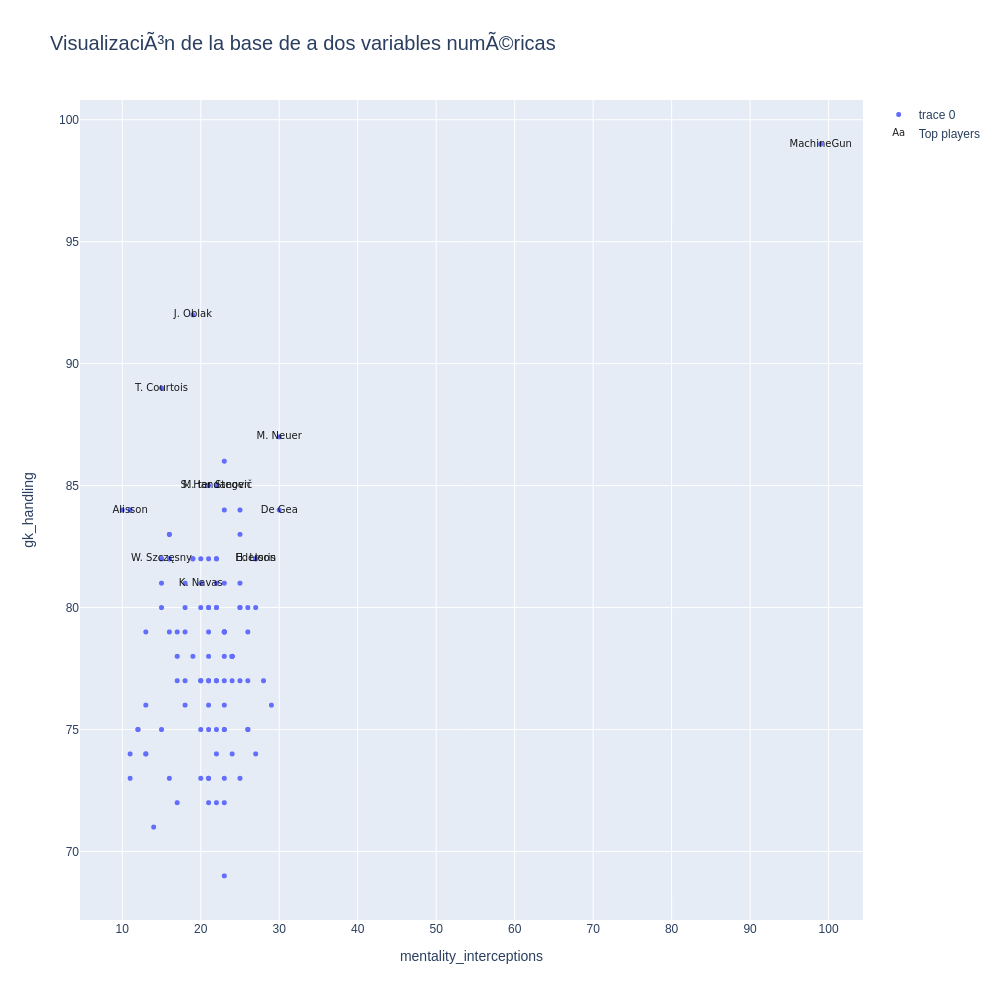 VisualizaciÃ³n de la base de a dos variables numÃ©ricas
100
trace 0
Aa
Top players
MachineGun
95
J. Oblak
90
T. Courtois
M. Neuer
85
Alisson
De Gea
W. Szczęsny
K. Navas
80
75
70
gk_handling
10 20 30 40 50 60 70 80 90 100
mentality_interceptions